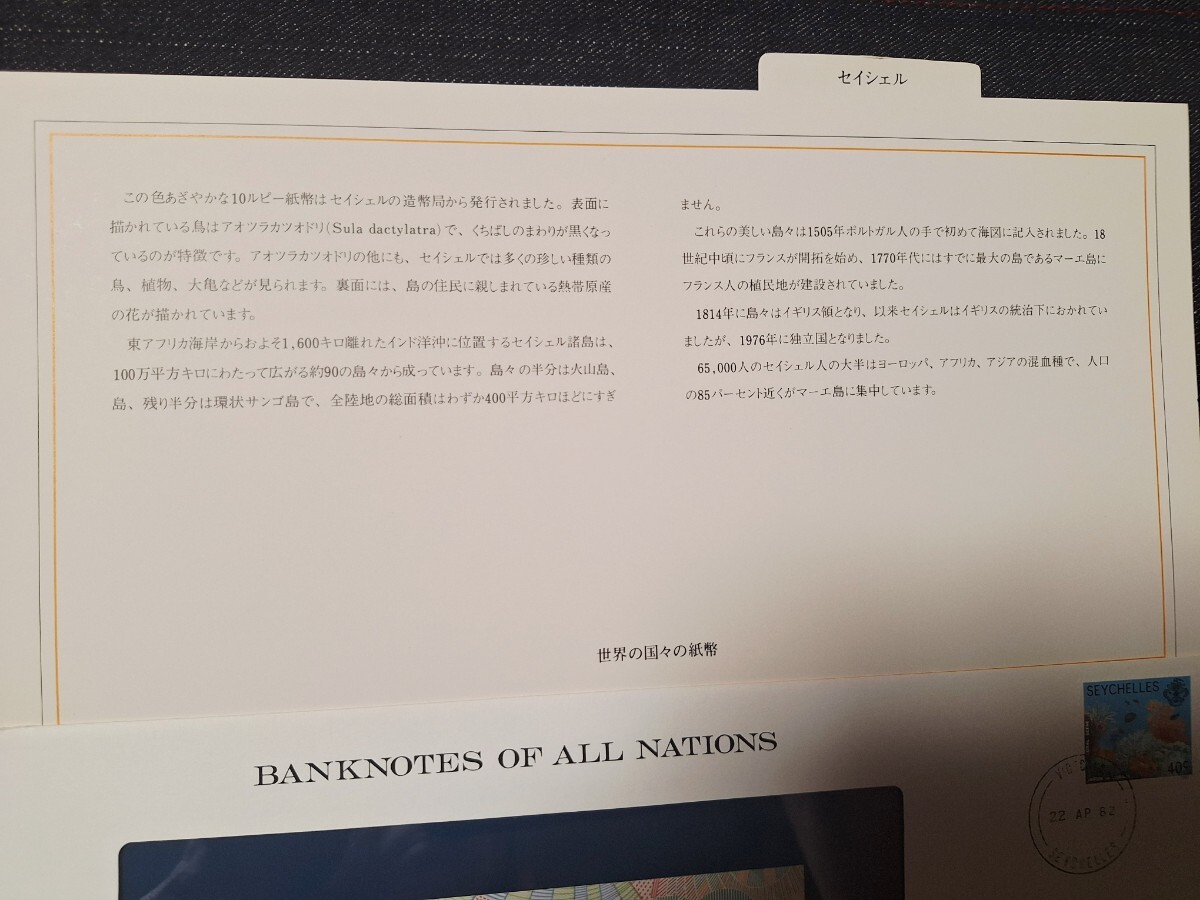 セイシェル
この色あざやかな10ルピー紙幣はセイシェルの造幣局から発行されました。表面に
描かれている鳥はアオツラカツオドリ(Sula dactylatra)で、くちばしのまわりが黒くなっ
ているのが特徴です。アオツラカツオドリの他にも、セイシェルでは多くの珍しい種類の
鳥、植物、大亀などが見られます。裏面には、島の住民に親しまれている熱帯原産
の花が描かれています。
東アフリカ海岸からおよそ1,600キロ離れたインド洋沖に位置するセイシェル諸島は、
100万平方キロにわたって広がる約90の島々から成っています。島々の半分は火山島、
島、残り半分は環状サンゴ島で、全陸地の総面積はわずか400平方キロほどにすぎ
ません。
これらの美しい島々は1505年ポルトガル人の手で初めて海図に記入されました。18
世紀中頃にフランスが開拓を始め、1770年代にはすでに最大の島であるマーエ島に
フランス人の植民地が建設されていました。
1814年に島々はイギリス領となり、以来セイシェルはイギリスの統治下におかれてい
ましたが、1976年に独立国となりました。
65,000人のセイシェル人の大半はヨーロッパ、アフリカ、アジアの混血種で、人口
の85パーセント近くがマーエ島に集中しています。
世界の国々の紙幣
BANKNOTES OF ALL NATIONS
SEYCHELLES
40c
22 AP 82
SEYCHELLES